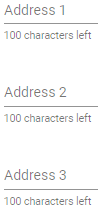 Address 1
100 characters left
Address 2
100 characters left
Address 3
100 characters left